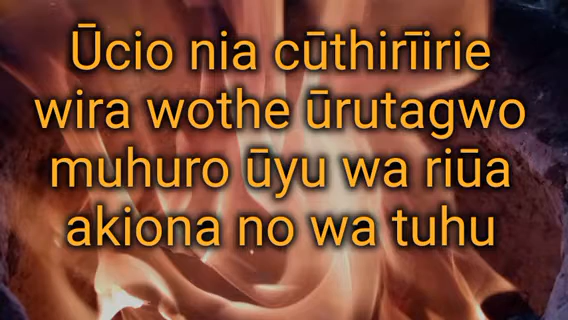 Ūcio nia cūthirīirie
wira wothe ūrutagwo
muhuro ūyu wa riūa
akiona no wa tuhu